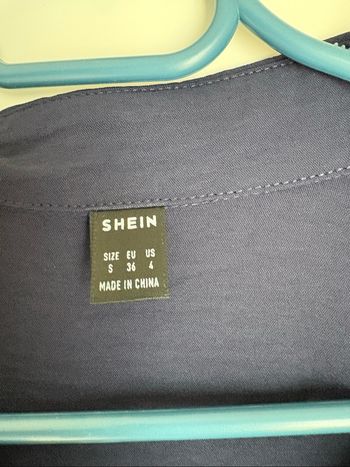 SHEIN
SIZE EU US
S 36 4
MADE IN CHINA